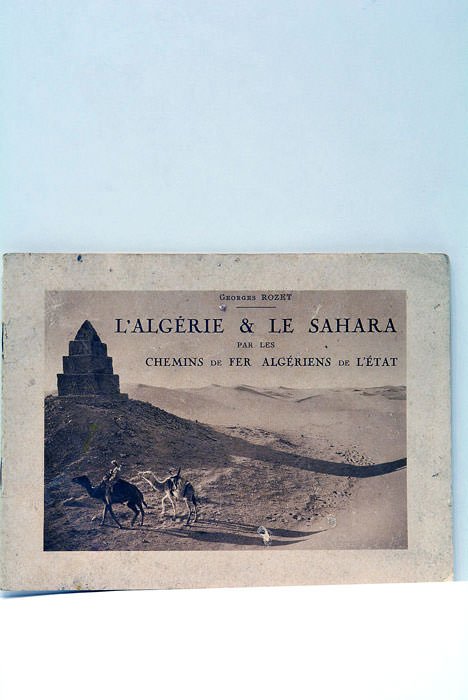 Georges ROZET
L'ALGÉRIE & LE SAHARA
PAR LES
CHEMINS DE FER ALGÉRIENS DE L'ÉTAT